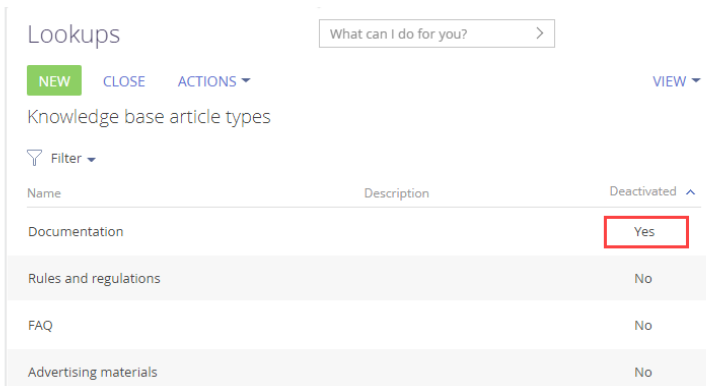 Lookups
What can I do for you?
NEW CLOSE ACTIONS VIEW
Knowledge base article types
Filter
Name Description Deactivated
Documentation Yes
Rules and regulations No
FAQ No
Advertising materials No